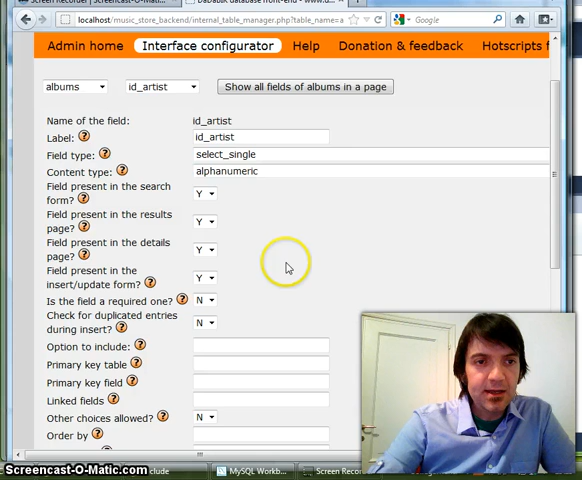 Screen Recorder
DaDaBIK database front-end - www.d...
localhost/music_store_backend/internal_table_manager.php?table_name=a
Google
Admin home
Interface configurator
Help
Donation & feedback
Hotscripts f
albums
id_artist
Show all fields of albums in a page
Name of the field:
id_artist
Label:
id_artist
Field type:
select_single
Content type:
alphanumeric
Field present in the search form?
Y
Field present in the results page?
Y
Field present in the details page?
Y
Field present in the insert/update form?
Y
Is the field a required one?
N
Check for duplicated entries during insert?
N
Option to include:
Primary key table
Primary key field
Linked fields
Other choices allowed?
N
Order by
Screencast-O-Matic.com
clude
MySQL Workb...
Screen Recor